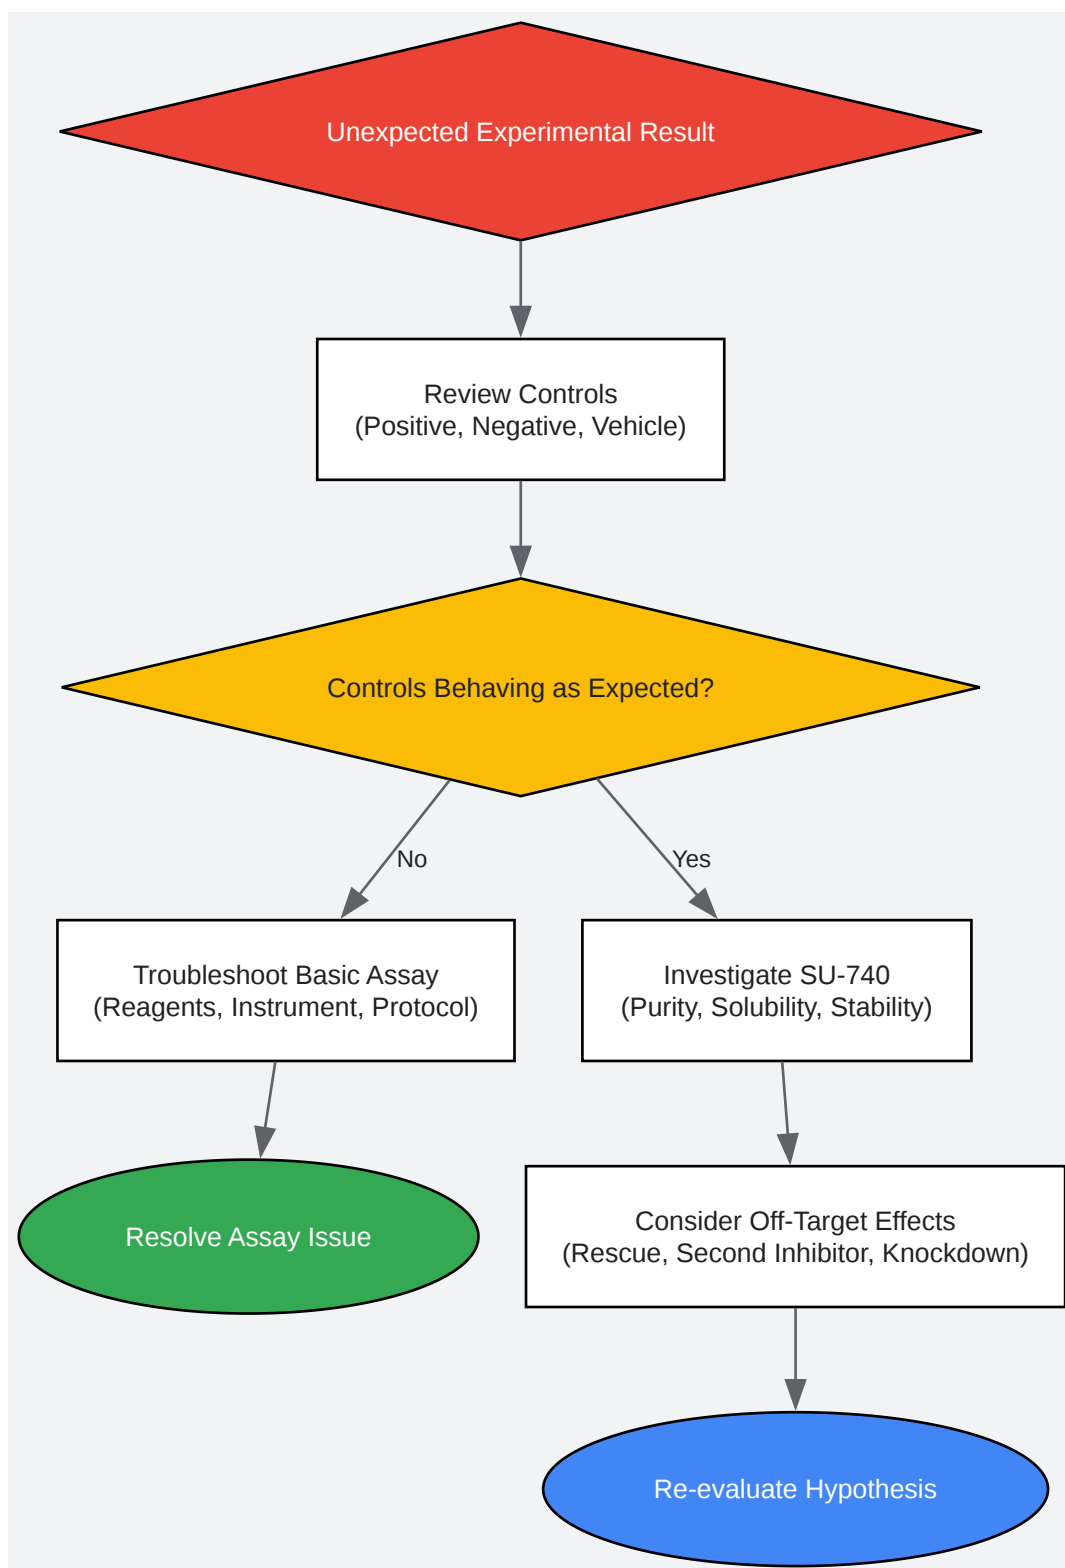 Unexpected Experimental Result
Review Controls
(Positive, Negative, Vehicle)
Controls Behaving as Expected?
No
Yes
Troubleshoot Basic Assay
(Reagents, Instrument, Protocol)
Investigate SU-740
(Purity, Solubility, Stability)
Resolve Assay Issue
Consider Off-Target Effects
(Rescue, Second Inhibitor, Knockdown)
Re-evaluate Hypothesis